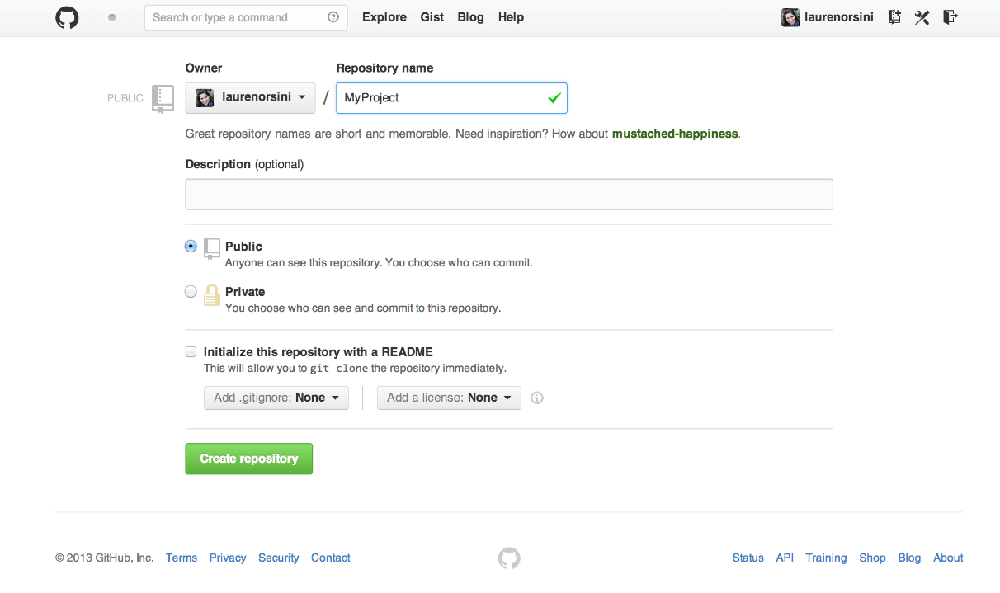 Search or type a command Explore Gist Blog Help laurenorsini
Owner Repository name
PUBLIC laurenorsini / MyProject
Great repository names are short and memorable. Need inspiration? How about mustached-happiness.
Description (optional)
Public
Anyone can see this repository. You choose who can commit.
Private
You choose who can see and commit to this repository.
Initialize this repository with a README
This will allow you to git clone the repository immediately.
Add .gitignore: None Add a license: None
Create repository
© 2013 GitHub, Inc. Terms Privacy Security Contact Status API Training Shop Blog About